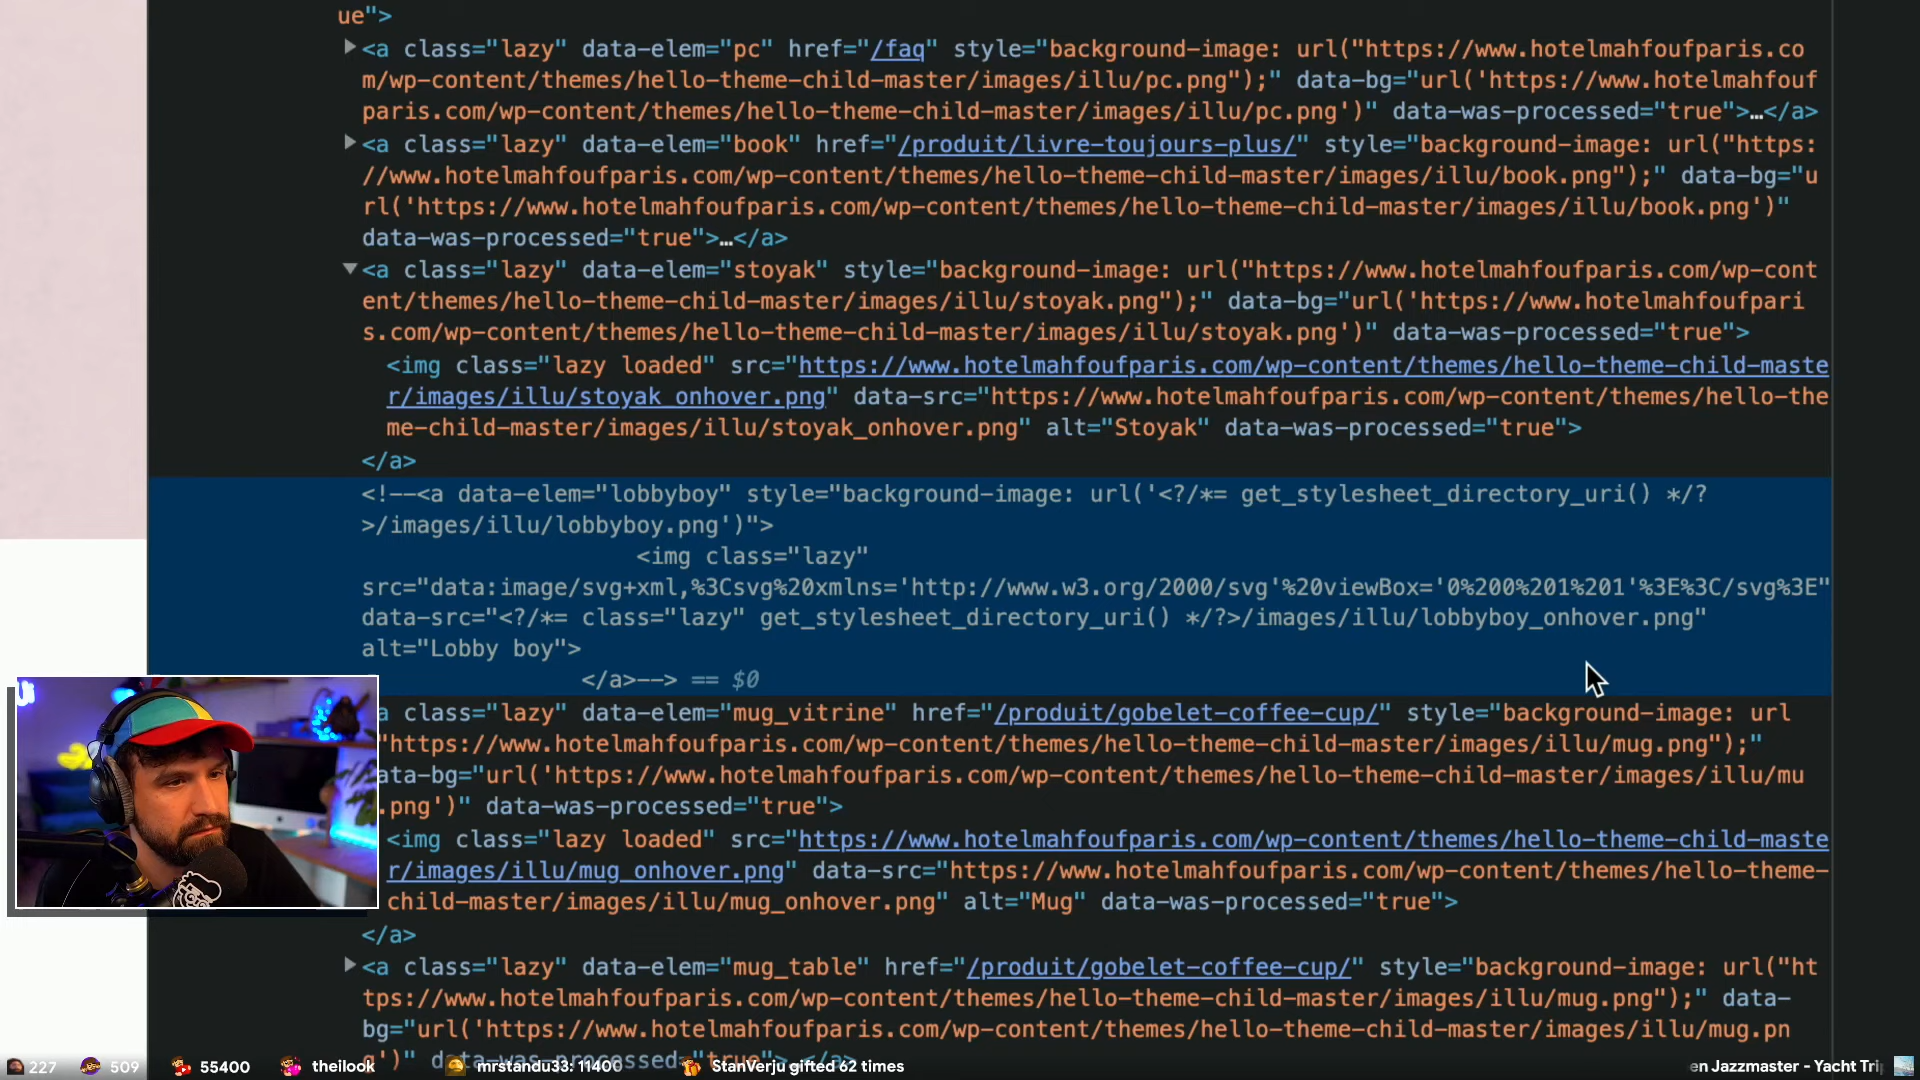 ue">
<a class="lazy" data-elem="pc" href="/faq" style="background-image: url("https://www.hotelmahfoufparis.co
m/wp-content/themes/hello-theme-child-master/images/illu/pc.png");" data-bg="url('https://www.hotelmahfouf
paris.com/wp-content/themes/hello-theme-child-master/images/illu/pc.png')" data-was-processed="true">…</a>
<a class="lazy" data-elem="book" href="/produit/livre-toujours-plus/" style="background-image: url("https:
//www.hotelmahfoufparis.com/wp-content/themes/hello-theme-child-master/images/illu/book.png");" data-bg="u
rl('https://www.hotelmahfoufparis.com/wp-content/themes/hello-theme-child-master/images/illu/book.png')"
data-was-processed="true">…</a>
<a class="lazy" data-elem="stoyak" style="background-image: url("https://www.hotelmahfoufparis.com/wp-cont
ent/themes/hello-theme-child-master/images/illu/stoyak.png");" data-bg="url('https://www.hotelmahfoufpari
s.com/wp-content/themes/hello-theme-child-master/images/illu/stoyak.png')" data-was-processed="true">
<img class="lazy loaded" src="https://www.hotelmahfoufparis.com/wp-content/themes/hello-theme-child-maste
r/images/illu/stoyak_onhover.png" data-src="https://www.hotelmahfoufparis.com/wp-content/themes/hello-the
me-child-master/images/illu/stoyak_onhover.png" alt="Stoyak" data-was-processed="true">
</a>
<!--<a data-elem="lobbyboy" style="background-image: url('<?/*= get_stylesheet_directory_uri() */?
>/images/illu/lobbyboy.png')">
<img class="lazy"
src="data:image/svg+xml,%3Csvg%20xmlns='http://www.w3.org/2000/svg'%20viewBox='0%200%201%201'%3E%3C/svg%3E"
data-src="<?/*= class="lazy" get_stylesheet_directory_uri() */?>/images/illu/lobbyboy_onhover.png"
alt="Lobby boy">
</a>--> == $0
a class="lazy" data-elem="mug_vitrine" href="/produit/gobelet-coffee-cup/" style="background-image: url
"https://www.hotelmahfoufparis.com/wp-content/themes/hello-theme-child-master/images/illu/mug.png");"
ata-bg="url('https://www.hotelmahfoufparis.com/wp-content/themes/hello-theme-child-master/images/illu/mu
.png')" data-was-processed="true">
<img class="lazy loaded" src="https://www.hotelmahfoufparis.com/wp-content/themes/hello-theme-child-maste
r/images/illu/mug_onhover.png" data-src="https://www.hotelmahfoufparis.com/wp-content/themes/hello-theme-
child-master/images/illu/mug_onhover.png" alt="Mug" data-was-processed="true">
</a>
<a class="lazy" data-elem="mug_table" href="/produit/gobelet-coffee-cup/" style="background-image: url("ht
tps://www.hotelmahfoufparis.com/wp-content/themes/hello-theme-child-master/images/illu/mug.png");" data-
bg="url('https://www.hotelmahfoufparis.com/wp-content/themes/hello-theme-child-master/images/illu/mug.pn
g')" data-was-processed="true">…</a>
227 509 55400 theilook mrstandu33: 11400 StanVerju gifted 62 times en Jazzmaster - Yacht Tri